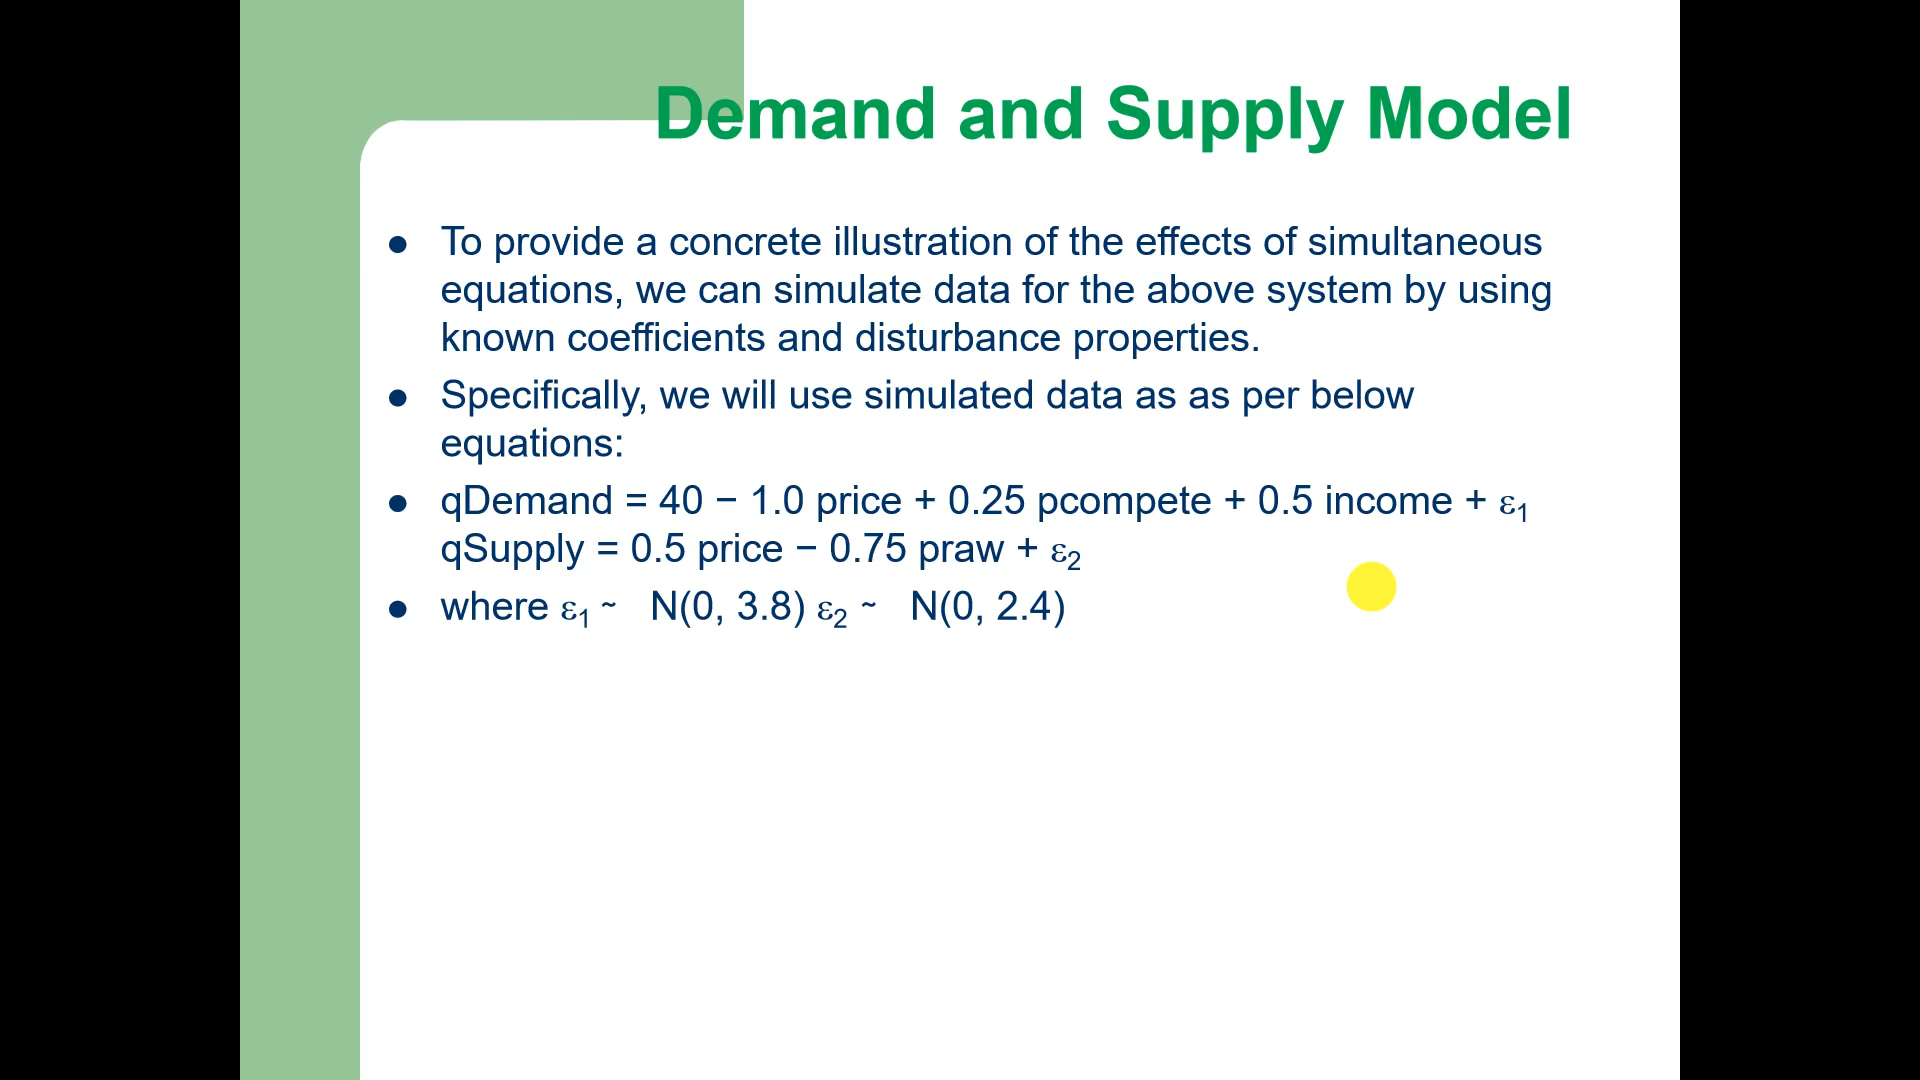 Demand and Supply Model
● To provide a concrete illustration of the effects of simultaneous
equations, we can simulate data for the above system by using
known coefficients and disturbance properties.
● Specifically, we will use simulated data as as per below
equations:
● qDemand = 40 − 1.0 price + 0.25 pcompete + 0.5 income + ε₁
qSupply = 0.5 price − 0.75 praw + ε₂
● where ε₁ ~ N(0, 3.8) ε₂ ~ N(0, 2.4)